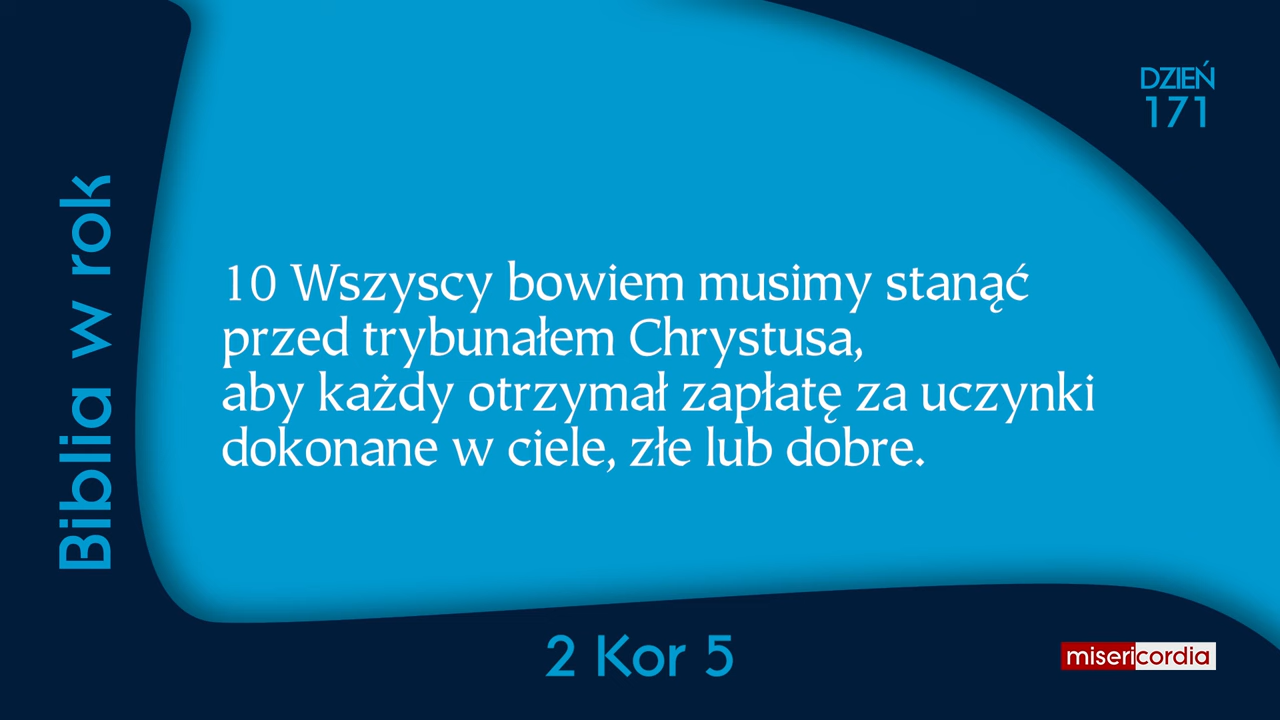 DZIEŃ
171
Biblia w rok
10 Wszyscy bowiem musimy stanąć
przed trybunałem Chrystusa,
aby każdy otrzymał zapłatę za uczynki
dokonane w ciele, złe lub dobre.
2 Kor 5
misericordia